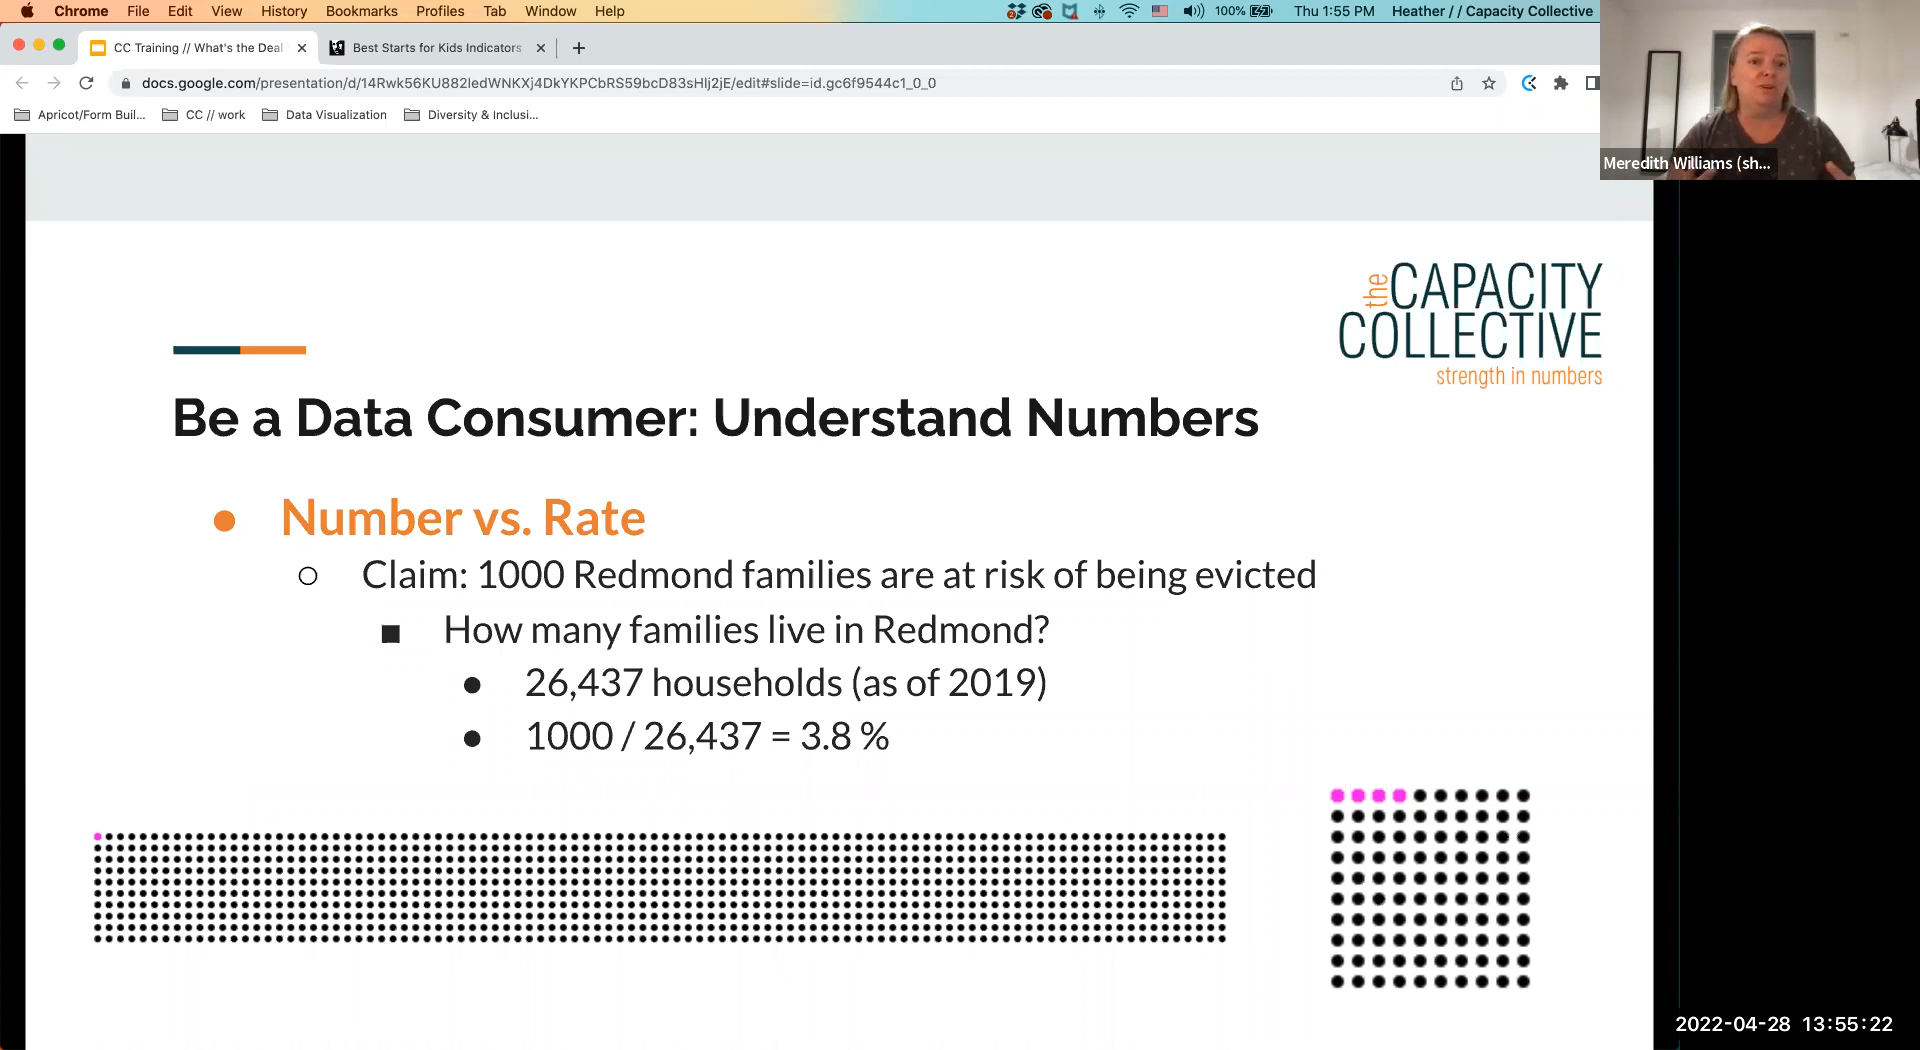 Chrome File Edit View History Bookmarks Profiles Tab Window Help
100% Thu 1:55 PM Heather / / Capacity Collective
CC Training // What's the Deal
Best Starts for Kids Indicators
docs.google.com/presentation/d/14Rwk56KU882ledWNKXj4DkYKPCbRS59bcD83sHlj2jE/edit#slide=id.gc6f9544c1_0_0
Apricot/Form Buil... CC // work Data Visualization Diversity & Inclusi...
Meredith Williams (sh...
the CAPACITY
COLLECTIVE
strength in numbers
Be a Data Consumer: Understand Numbers
Number vs. Rate
Claim: 1000 Redmond families are at risk of being evicted
How many families live in Redmond?
26,437 households (as of 2019)
1000 / 26,437 = 3.8 %
2022-04-28 13:55:22